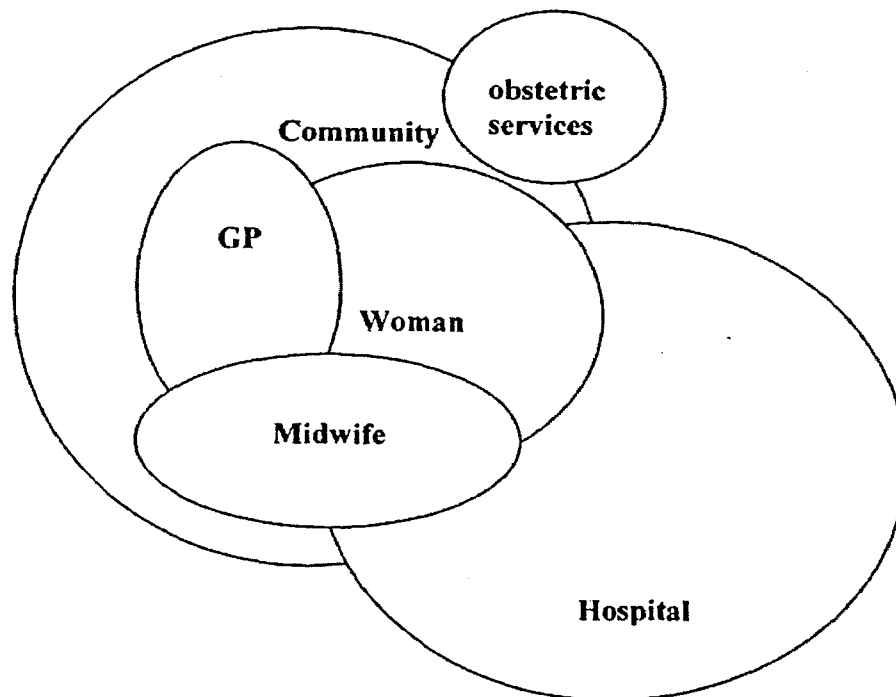 obstetric
services
Community
GP
Woman
Midwife
Hospital